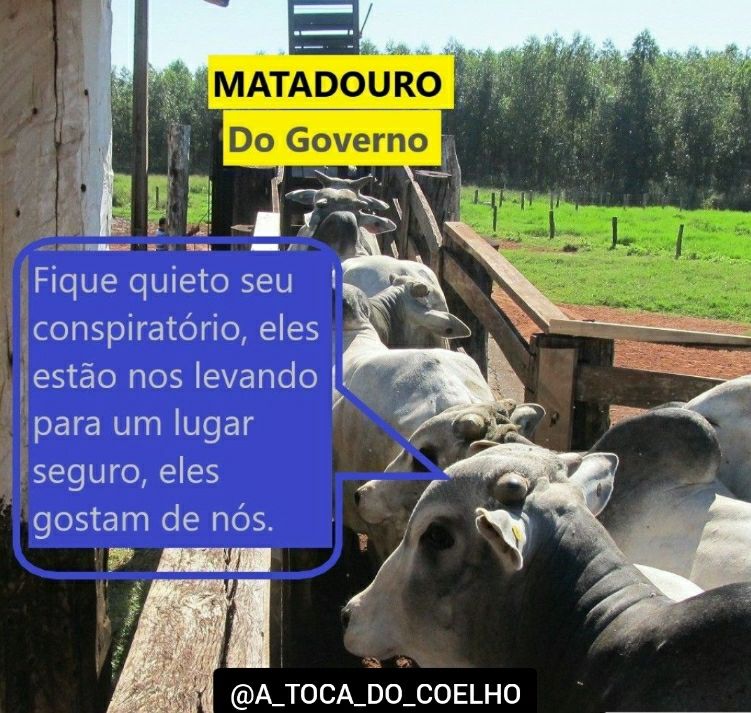 MATADOURO
Do Governo
Fique quieto seu
conspiratório, eles
estão nos levando
para um lugar
seguro, eles
gostam de nós.
@A_TOCA_DO_COELHO